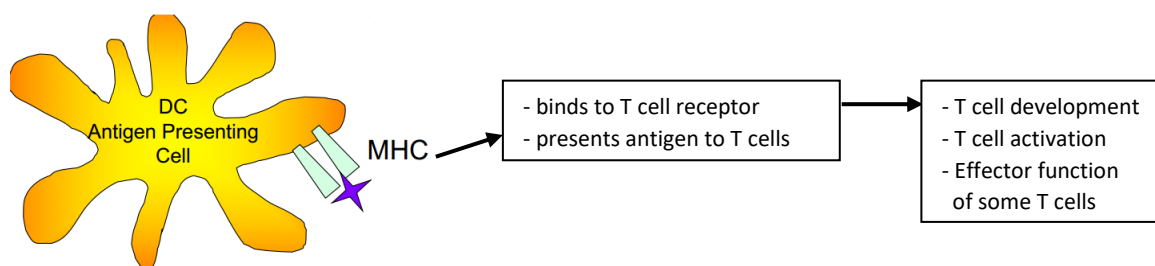 DC
Antigen Presenting
Cell
MHC
- binds to T cell receptor
- presents antigen to T cells
- T cell development
- T cell activation
- Effector function
of some T cells